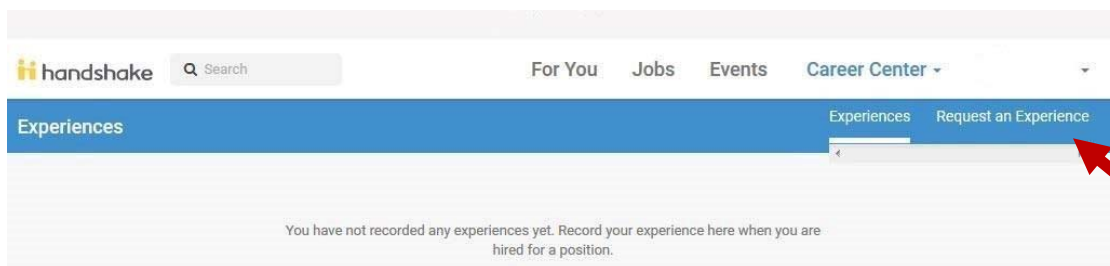 handshake Search For You Jobs Events Career Center
Experiences Experiences Request an Experience
You have not recorded any experiences yet. Record your experience here when you are
hired for a position.